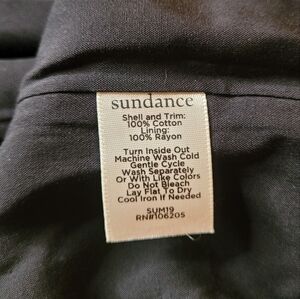 sundance
Shell and Trim:
100% Cotton
Lining:
100% Rayon
Turn Inside Out
Machine Wash Cold
Gentle Cycle
Wash Separately
Or With Like Colors
Do Not Bleach
Lay Flat To Dry
Cool Iron If Needed
SUM19
RN#106205